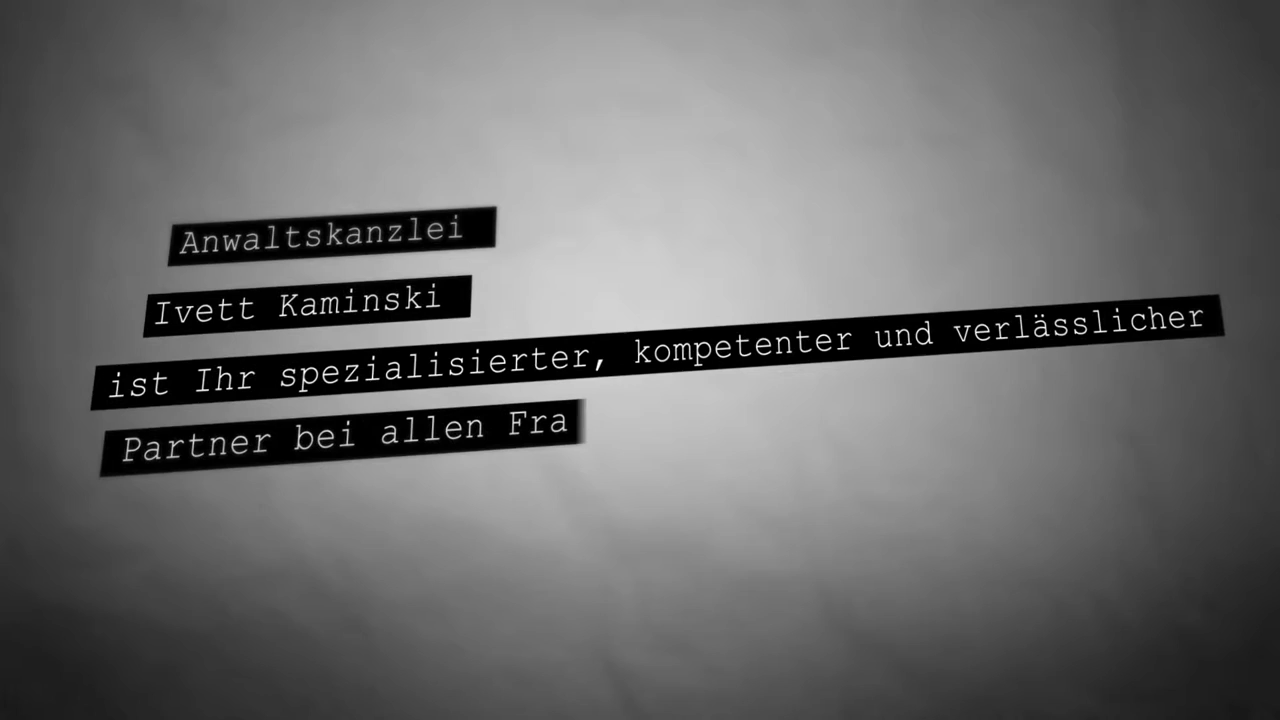 Anwaltskanzlei
Ivett Kaminski
ist Ihr spezialisierter, kompetenter und verlässlicher
Partner bei allen Fra